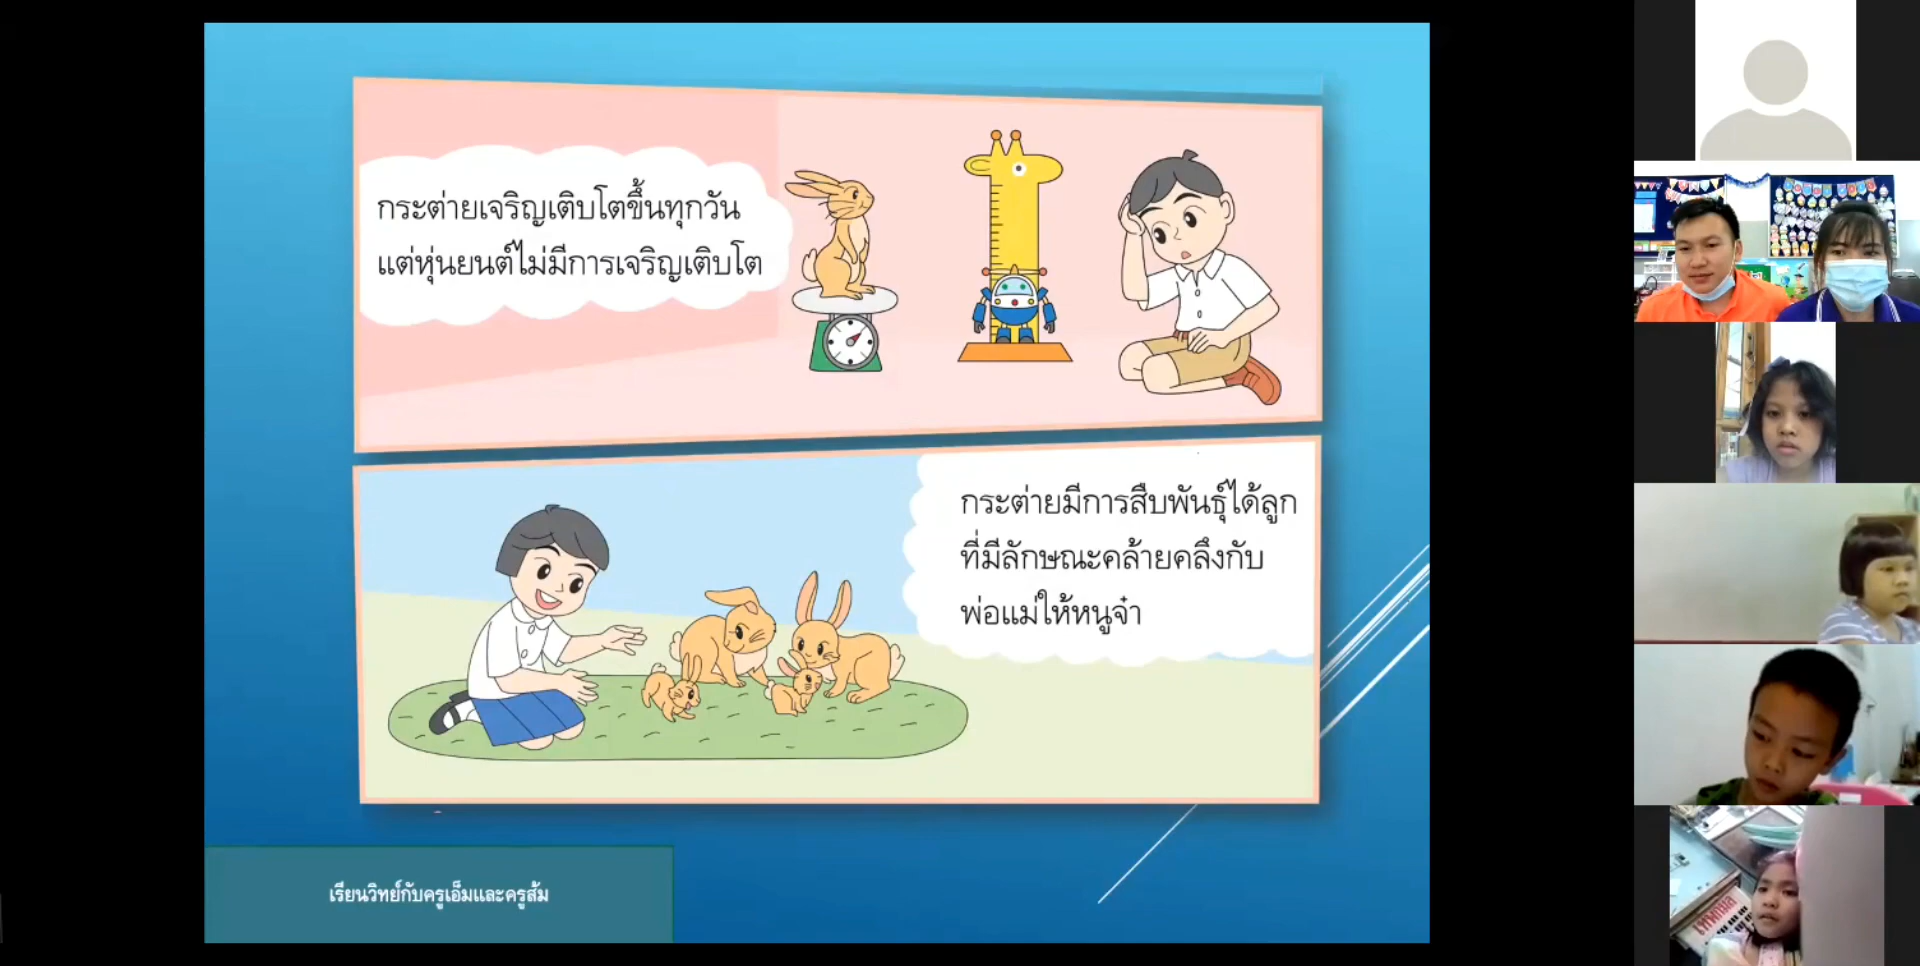 กระต่ายเจริญเติบโตขึ้นทุกวัน
แต่หุ่นยนต์ไม่มีการเจริญเติบโต
กระต่ายมีการสืบพันธุ์ได้ลูก
ที่มีลักษณะคล้ายคลึงกับ
พ่อแม่ให้หนูจ๋า
เรียนวิทย์กับครูเอ็มและครูส้ม